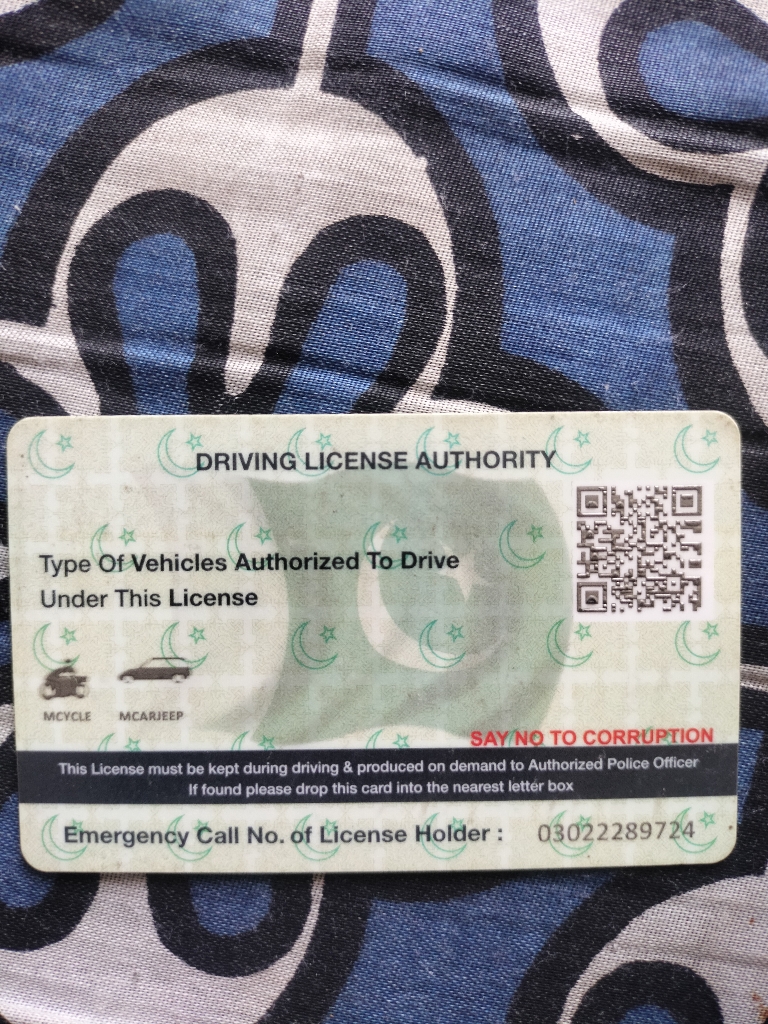 DRIVING LICENSE AUTHORITY
Type Of Vehicles Authorized To Drive
Under This License
MCYCLE MCARJEEP
SAY NO TO CORRUPTION
This License must be kept during driving & produced on demand to Authorized Police Officer
If found please drop this card into the nearest letter box
Emergency Call No. of License Holder : 03022289724